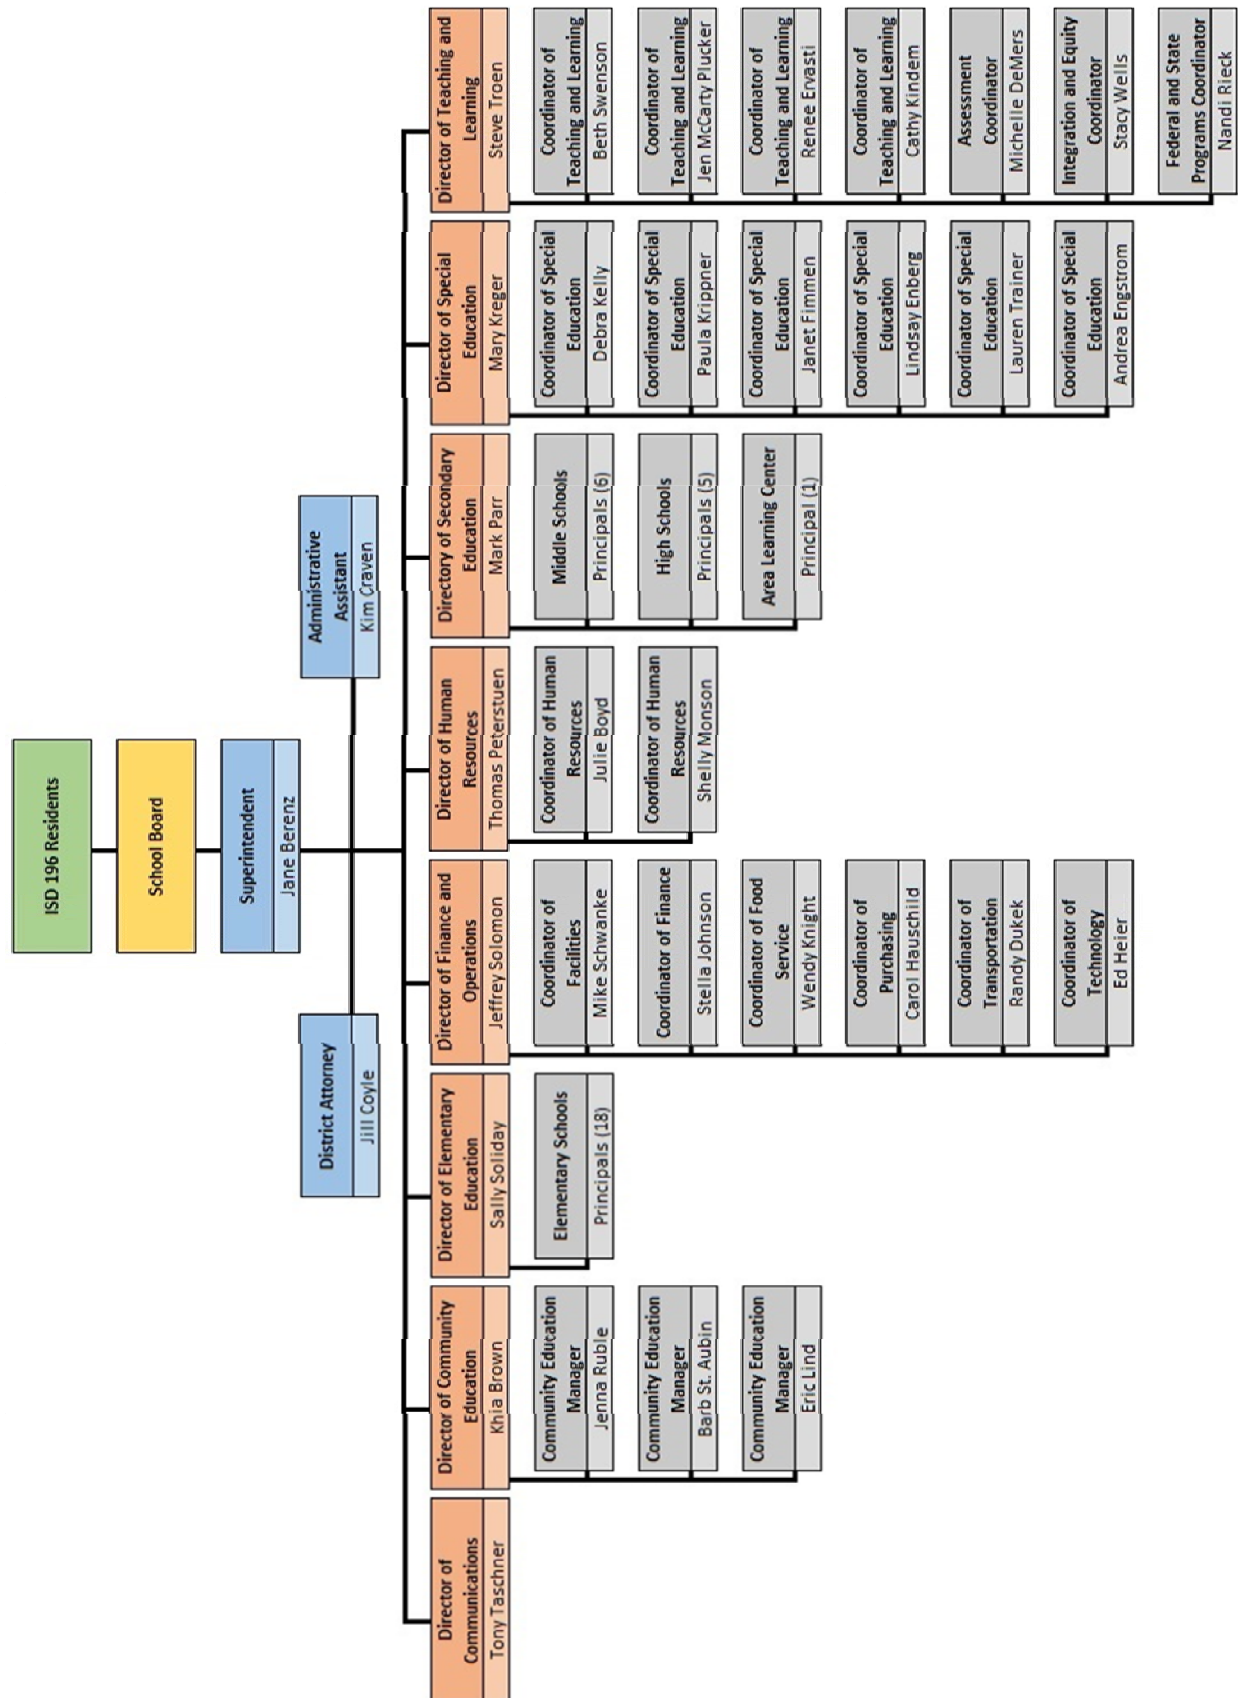 ISD 196 Residents
School Board
Superintendent
Jane Berenz
District Attorney
Jill Coyle
Administrative
Assistant
Kim Craven
Director of
Communications
Tony Taschner
Director of Community
Education
Khia Brown
Community Education
Manager
Jenna Ruble
Community Education
Manager
Barb St. Aubin
Community Education
Manager
Eric Lind
Director of Elementary
Education
Sally Soliday
Elementary Schools
Principals (18)
Director of Finance and
Operations
Jeffrey Solomon
Coordinator of
Facilities
Mike Schwanke
Coordinator of Finance
Stella Johnson
Coordinator of Food
Service
Wendy Knight
Coordinator of
Purchasing
Carol Hauschild
Coordinator of
Transportation
Randy Dukek
Coordinator of
Technology
Ed Heier
Director of Human
Resources
Thomas Peterstuen
Coordinator of Human
Resources
Julie Boyd
Coordinator of Human
Resources
Shelly Monson
Directory of Secondary
Education
Mark Parr
Middle Schools
Principals (6)
High Schools
Principals (5)
Area Learning Center
Principal (1)
Director of Special
Education
Mary Kreger
Coordinator of Special
Education
Debra Kelly
Coordinator of Special
Education
Paula Krippner
Coordinator of Special
Education
Janet Fimmen
Coordinator of Special
Education
Lindsay Enberg
Coordinator of Special
Education
Lauren Trainer
Coordinator of Special
Education
Andrea Engstrom
Director of Teaching and
Learning
Steve Troen
Coordinator of
Teaching and Learning
Beth Swenson
Coordinator of
Teaching and Learning
Jen McCarty Plucker
Coordinator of
Teaching and Learning
Renee Ervasti
Coordinator of
Teaching and Learning
Cathy Kindem
Assessment
Coordinator
Michelle DeMers
Integration and Equity
Coordinator
Stacy Wells
Federal and State
Programs Coordinator
Nandi Rieck